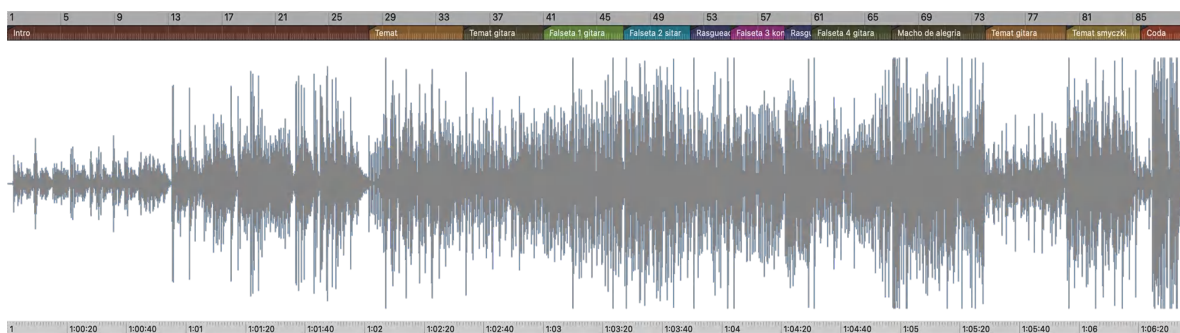 1 5 9 13 17 21 25 29 33 37 41 45 49 53 57 61 65 69 73 77 81 85
Intro Temat Temat gitara Falseta 1 gitara Falseta 2 sitar Rasgueac Falseta 3 kon Rasgu Falseta 4 gitara Macho de alegria Temat gitara Temat smyczki Coda
1 1:00:20 1:00:40 1:01 1:01:20 1:01:40 1:02 1:02:20 1:02:40 1:03 1:03:20 1:03:40 1:04 1:04:20 1:04:40 1:05 1:05:20 1:05:40 1:06 1:06:20